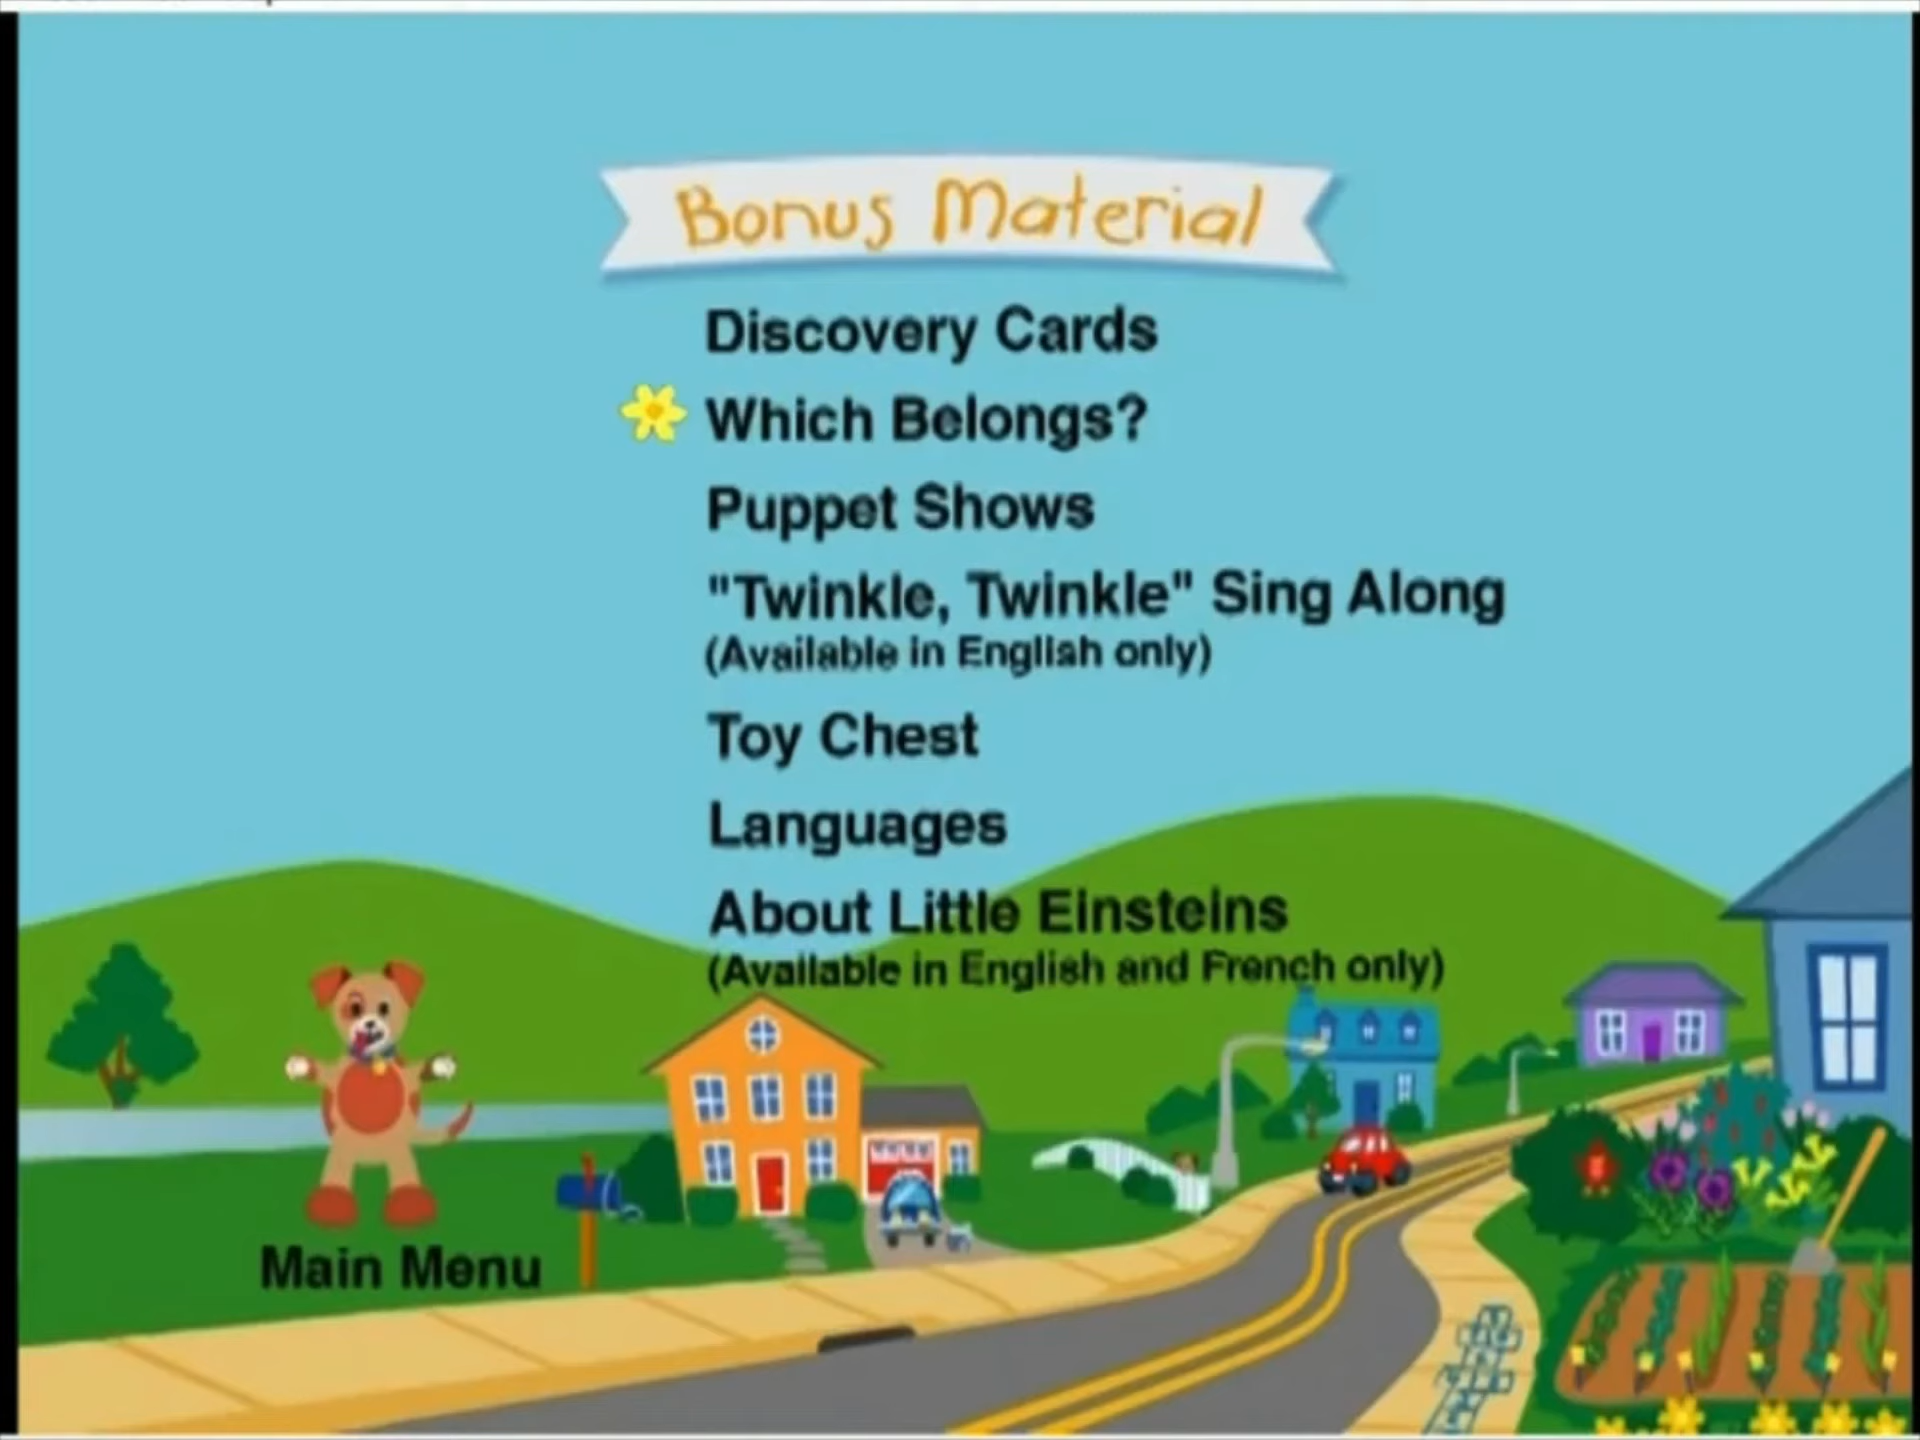 Bonus Material
Discovery Cards
Which Belongs?
Puppet Shows
"Twinkle, Twinkle" Sing Along
(Available in English only)
Toy Chest
Languages
About Little Einsteins
(Available in English and French only)
Main Menu